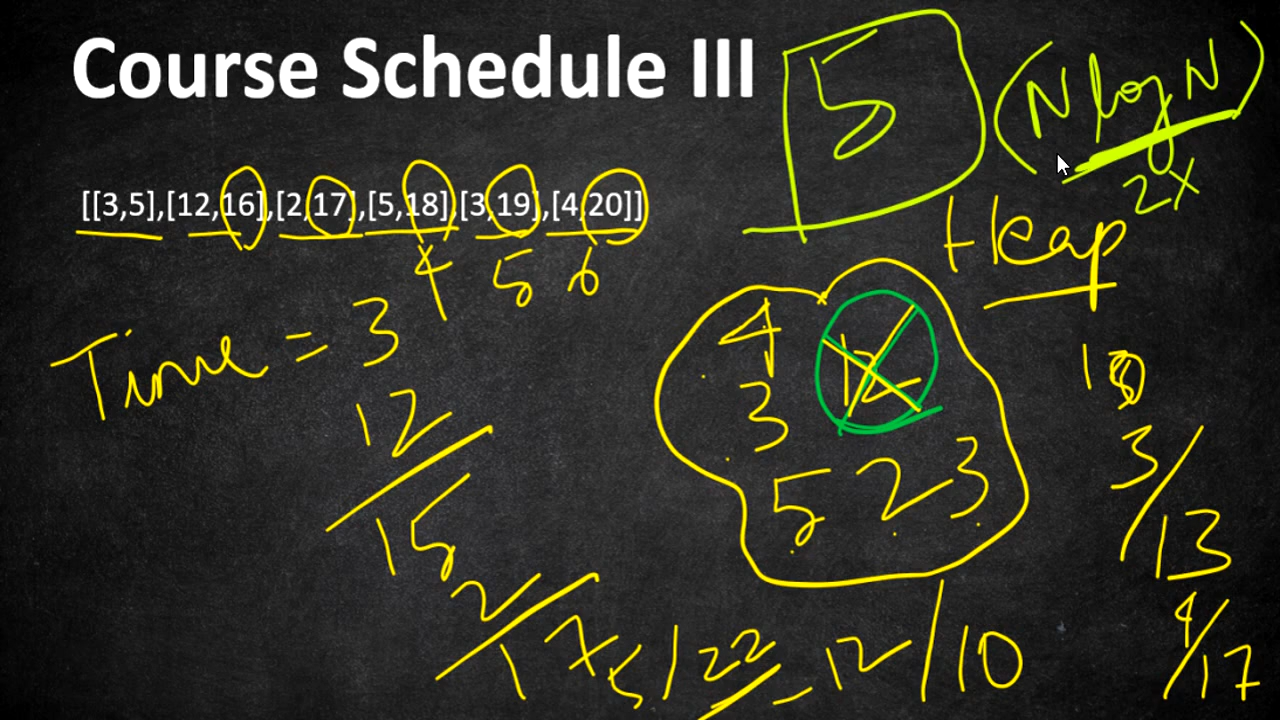 Course Schedule III
5
(N log N)
2x
Heap
[[3,5],[12,16],[2,17],[5,18],[3,19],[4,20]]
4 5 6
Time = 3
12
15
2/17
5/22 - 12/10
4 12
3
5 2 3
10
3/13
4/17